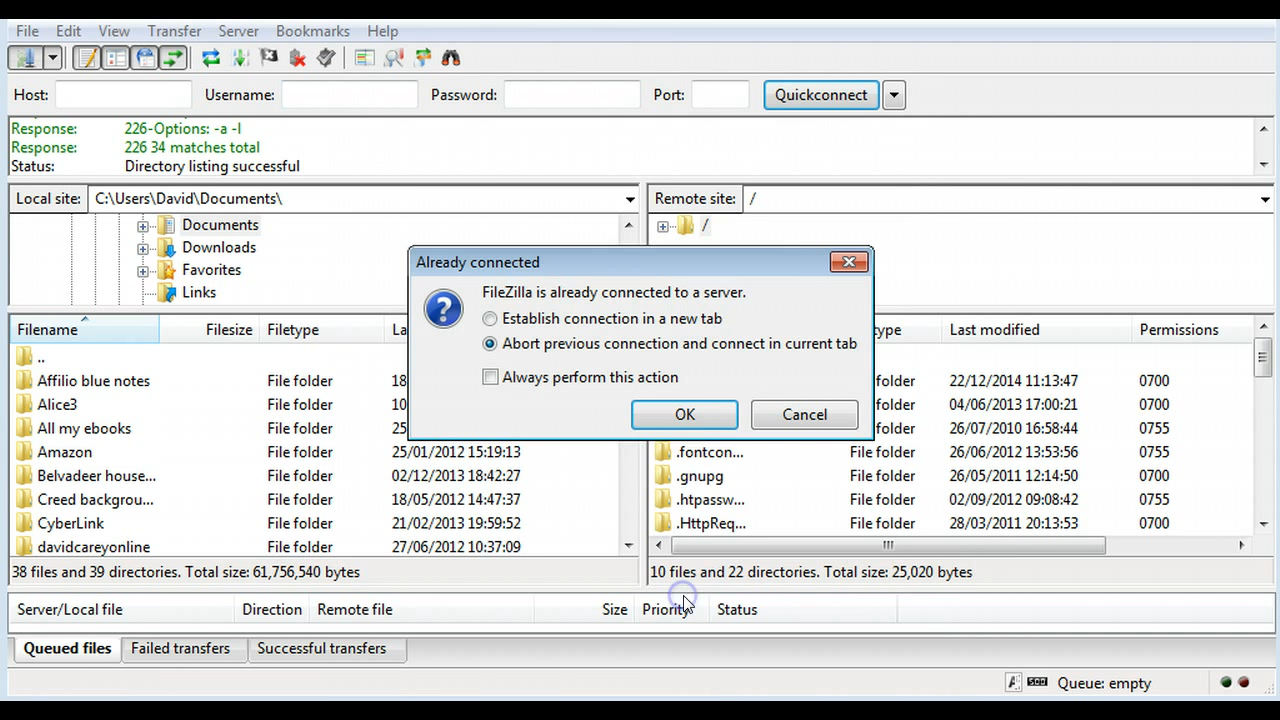 File Edit View Transfer Server Bookmarks Help
Host: Username: Password: Port: Quickconnect
Response: 226-Options: -a -l
Response: 226 34 matches total
Status: Directory listing successful
Local site: C:\Users\David\Documents\ Remote site: /
Documents /
Downloads
Favorites
Links
Already connected
FileZilla is already connected to a server.
Establish connection in a new tab
Abort previous connection and connect in current tab
Always perform this action
OK Cancel
Filename Filesize Filetype La ype Last modified Permissions
..
Affilio blue notes File folder 18 folder 22/12/2014 11:13:47 0700
Alice3 File folder 10 folder 04/06/2013 17:00:21 0700
All my ebooks File folder 25 folder 26/07/2010 16:58:44 0755
Amazon File folder 25/01/2012 15:19:13 .fontcon... File folder 26/06/2012 13:53:56 0755
Belvadeer house... File folder 02/12/2013 18:42:27 .gnupg File folder 26/05/2011 12:14:50 0700
Creed backgrou... File folder 18/05/2012 14:47:37 .htpassw... File folder 02/09/2012 09:08:42 0755
CyberLink File folder 21/02/2013 19:59:52 .HttpReq... File folder 28/03/2011 20:13:53 0700
davidcareyonline File folder 27/06/2012 10:37:09
38 files and 39 directories. Total size: 61,756,540 bytes 10 files and 22 directories. Total size: 25,020 bytes
Server/Local file Direction Remote file Size Priority Status
Queued files Failed transfers Successful transfers
Queue: empty